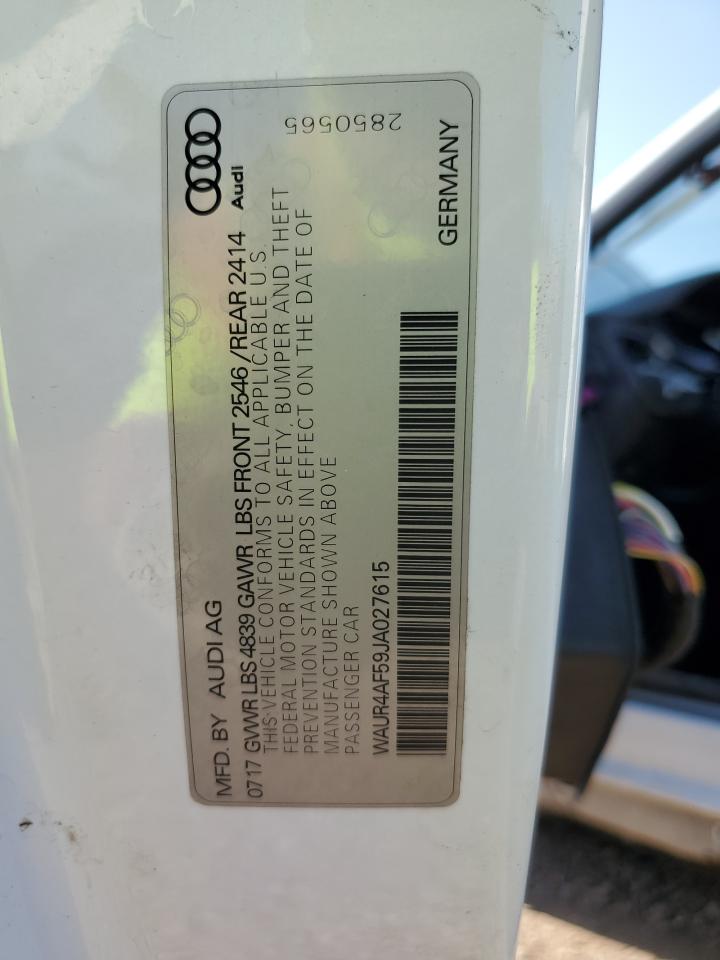 MFD. BY AUDI AG
Audi
0717 GVWR LBS 4839 GAWR LBS FRONT 2546 /REAR 2414
THIS VEHICLE CONFORMS TO ALL APPLICABLE U.S.
FEDERAL MOTOR VEHICLE SAFETY, BUMPER AND THEFT
PREVENTION STANDARDS IN EFFECT ON THE DATE OF
MANUFACTURE SHOWN ABOVE
PASSENGER CAR
2850565
WAUR4AF59JA027615
GERMANY